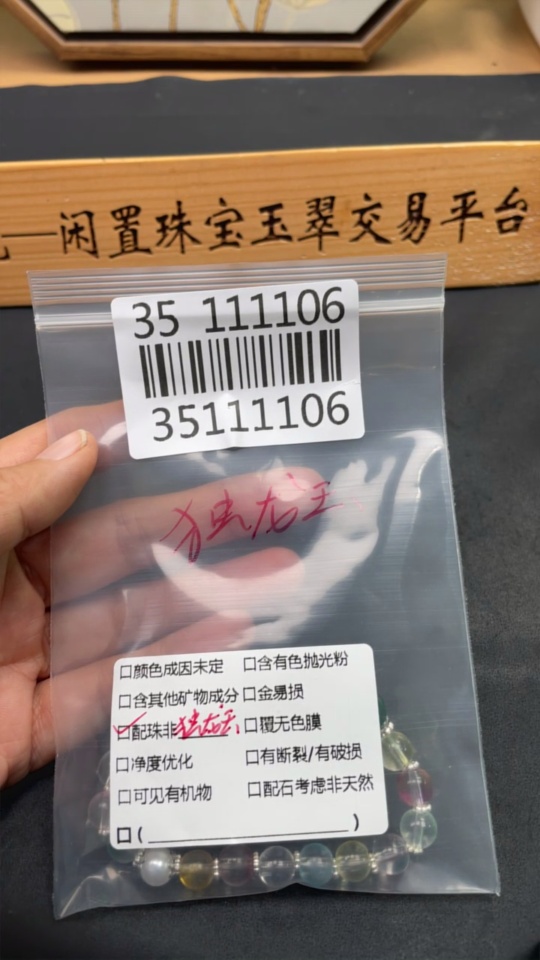 —闲置珠宝玉翠交易平台
35 111106
35111106
独龙玉
□颜色成因未定 □含有色抛光粉
□含其他矿物成分 □金易损
□配珠非独龙玉 □覆无色膜
□净度优化 □有断裂/有破损
□可见有机物 □配石考虑非天然
□(____________________)